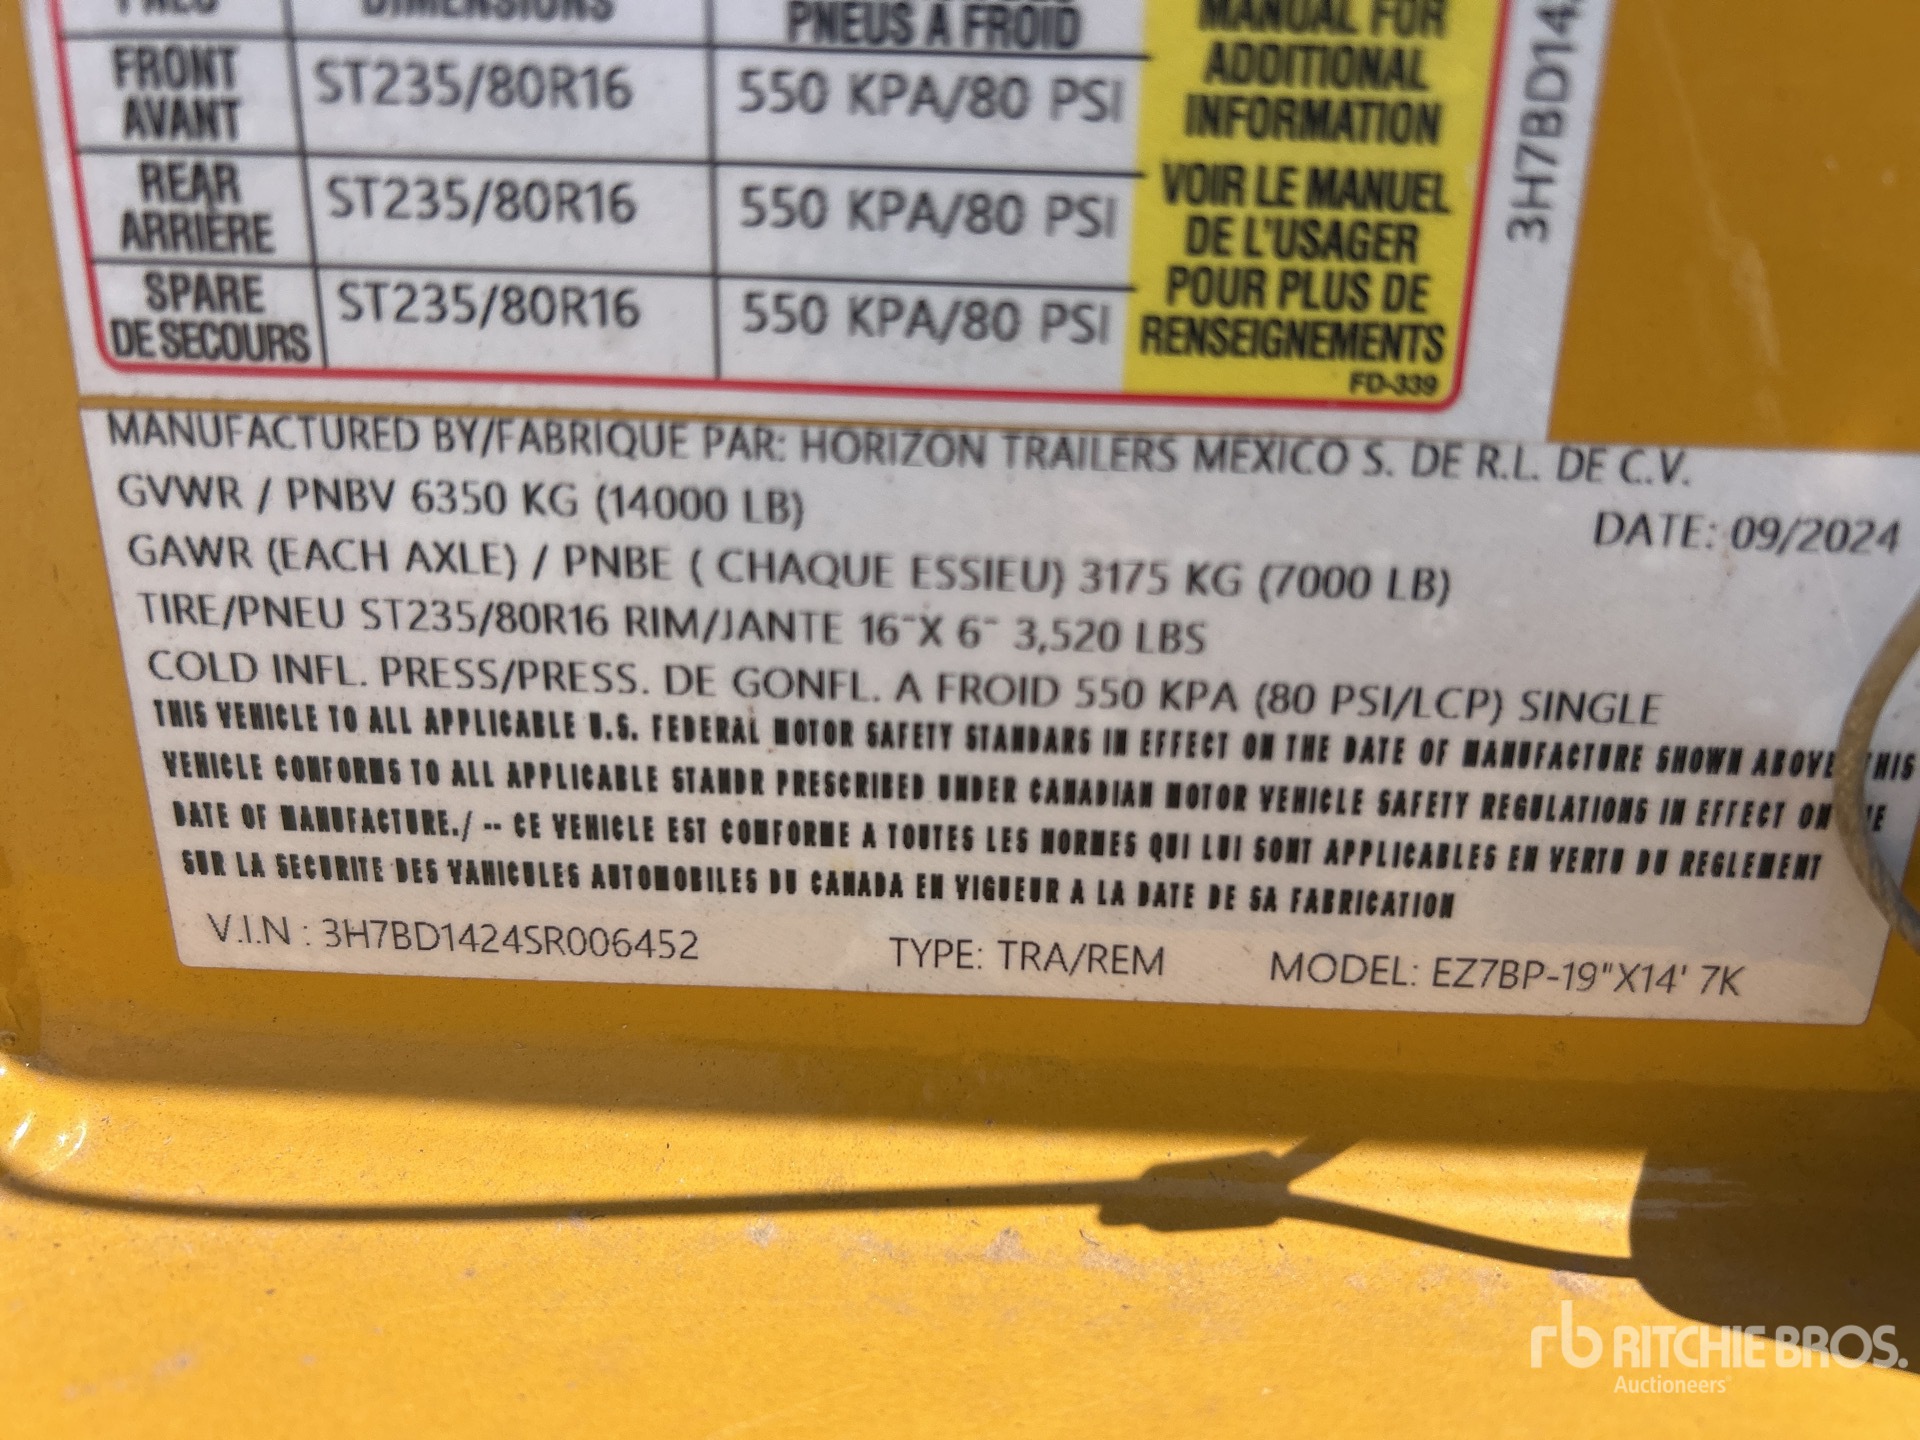 DIMENSIONS
PNEUS A FROID
FRONT
AVANT
ST235/80R16
550 KPA/80 PSI
REAR
ARRIÈRE
ST235/80R16
550 KPA/80 PSI
SPARE
DE SECOURS
ST235/80R16
550 KPA/80 PSI
MANUAL FOR
ADDITIONAL
INFORMATION
VOIR LE MANUEL
DE L'USAGER
POUR PLUS DE
RENSEIGNEMENTS
FD-339
3H7BD14
MANUFACTURED BY/FABRIQUE PAR: HORIZON TRAILERS MEXICO S. DE R.L. DE C.V.
GVWR / PNBV 6350 KG (14000 LB)
DATE: 09/2024
GAWR (EACH AXLE) / PNBE ( CHAQUE ESSIEU) 3175 KG (7000 LB)
TIRE/PNEU ST235/80R16 RIM/JANTE 16"X 6" 3,520 LBS
COLD INFL. PRESS/PRESS. DE GONFL. A FROID 550 KPA (80 PSI/LCP) SINGLE
THIS VEHICLE TO ALL APPLICABLE U.S. FEDERAL MOTOR SAFETY STANDARS IN EFFECT ON THE DATE OF MANUFACTURE SHOWN ABOVE THIS
VEHICLE CONFORMS TO ALL APPLICABLE STANDR PRESCRIBED UNDER CANADIAN MOTOR VEHICLE SAFETY REGULATIONS IN EFFECT ON
DATE OF MANUFACTURE./ -- CE VEHICLE EST CONFORME A TOUTES LES NORMES QUI LUI SONT APPLICABLES EN VERTU DU REGLEMENT
SUR LA SECURITE DES VAHICULES AUTOMOBILES DU CANADA EN VIGUEUR A LA DATE DE SA FABRICATION
V.I.N : 3H7BD1424SR006452
TYPE: TRA/REM
MODEL: EZ7BP-19"X14' 7K
rb RITCHIE BROS.
Auctioneers